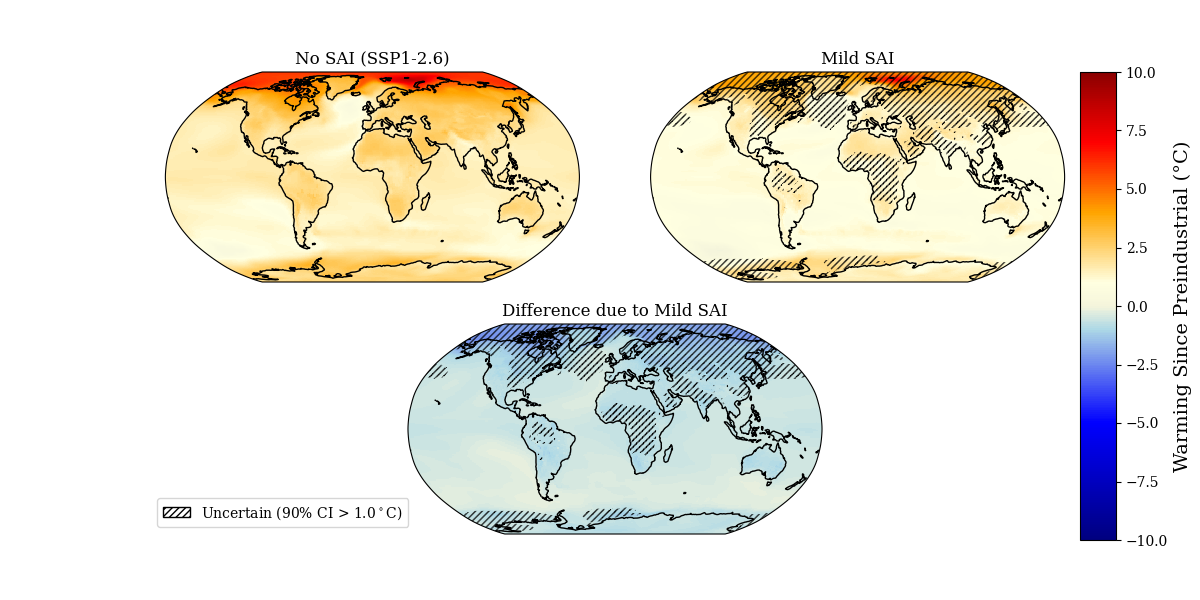 No SAI (SSP1-2.6)
Mild SAI
Difference due to Mild SAI
Uncertain (90% CI > 1.0°C)
10.0
7.5
5.0
2.5
0.0
−2.5
−5.0
−7.5
−10.0
Warming Since Preindustrial (°C)